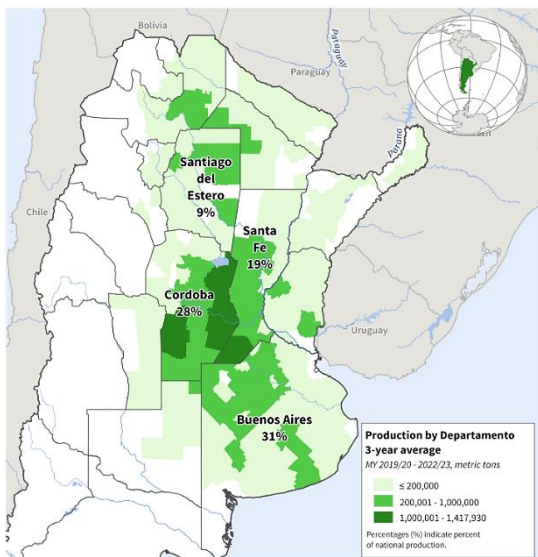 Bolivia
Paraguay
Paraguay
Parana
Chile
Santiago
del
Estero
9%
Santa
Fe
19%
Cordoba
28%
Uruguay
Buenos Aires
31%
Production by Departamento
3-year average
MY 2019/20 - 2022/23, metric tons
≤ 200,000
200,001 - 1,000,000
1,000,001 - 1,417,930
Percentages (%) indicate percent
of national production.